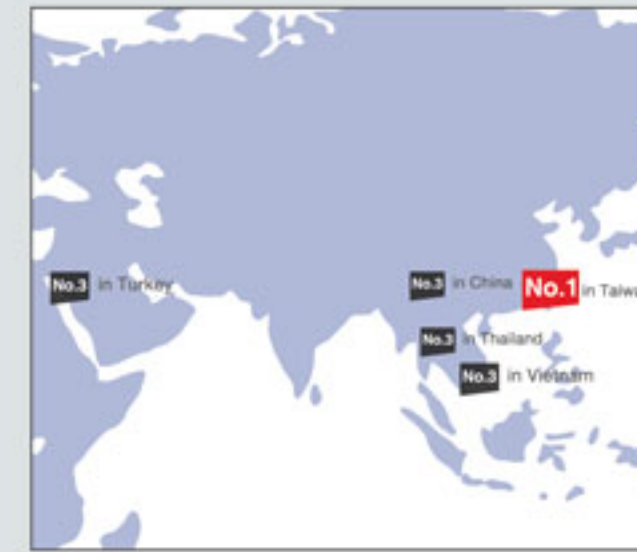 No.3 in Turkey
No.3 in China
No.1 in Taiwa
No.3 in Thailand
No.3 in Vietnam